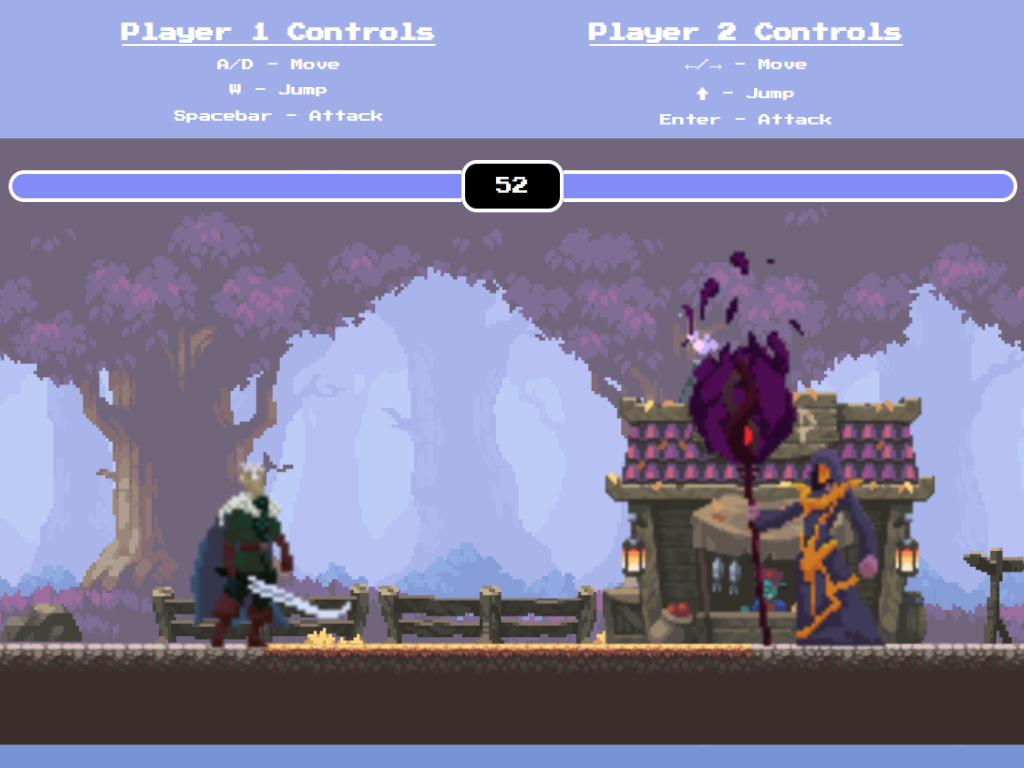 Player 1 Controls
A/D - Move
W - Jump
Spacebar - Attack
Player 2 Controls
←/→ - Move
⬆ - Jump
Enter - Attack
52